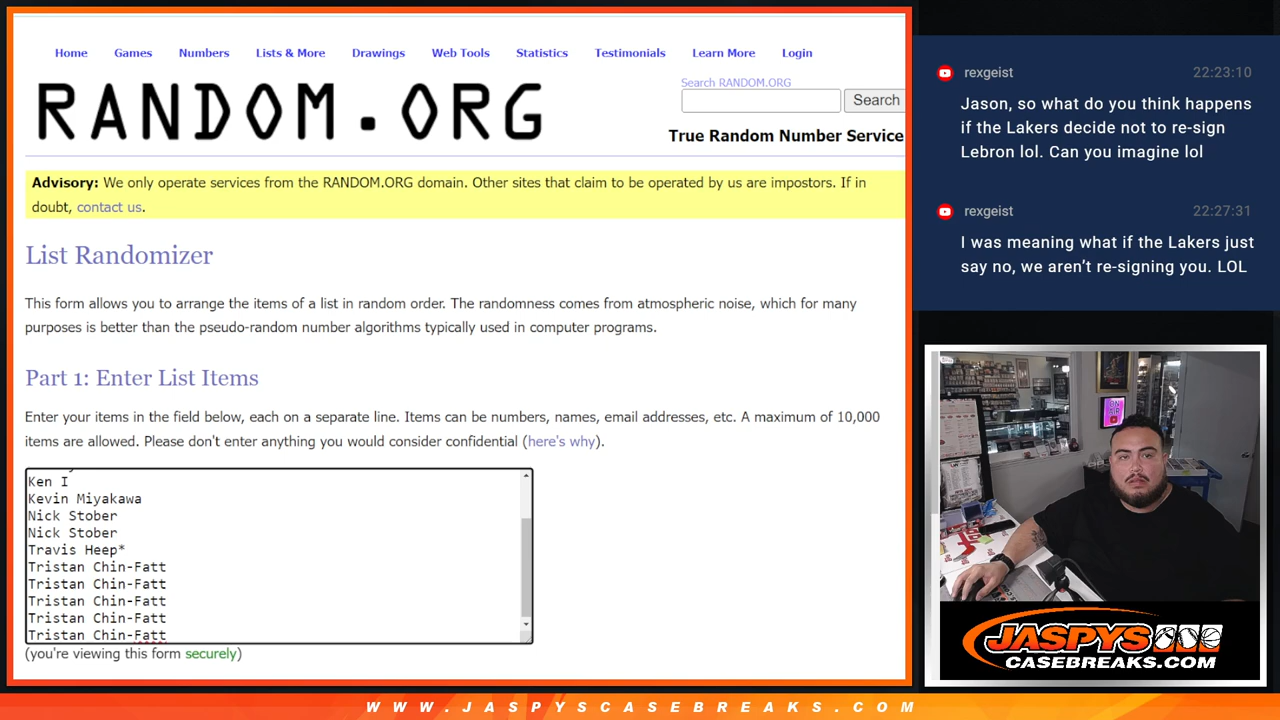 Home Games Numbers Lists & More Drawings Web Tools Statistics Testimonials Learn More Login
RANDOM.ORG
Search RANDOM.ORG
Search
True Random Number Service
Advisory: We only operate services from the RANDOM.ORG domain. Other sites that claim to be operated by us are impostors. If in
doubt, contact us.
List Randomizer
This form allows you to arrange the items of a list in random order. The randomness comes from atmospheric noise, which for many
purposes is better than the pseudo-random number algorithms typically used in computer programs.
Part 1: Enter List Items
Enter your items in the field below, each on a separate line. Items can be numbers, names, email addresses, etc. A maximum of 10,000
items are allowed. Please don't enter anything you would consider confidential (here's why).
Ken I
Kevin Miyakawa
Nick Stober
Nick Stober
Travis Heep*
Tristan Chin-Fatt
Tristan Chin-Fatt
Tristan Chin-Fatt
Tristan Chin-Fatt
Tristan Chin-Fatt
(you're viewing this form securely)
rexgeist 22:23:10
Jason, so what do you think happens
if the Lakers decide not to re-sign
Lebron lol. Can you imagine lol
rexgeist 22:27:31
I was meaning what if the Lakers just
say no, we aren't re-signing you. LOL
ON
AIR
JASPYS
CASEBREAKS.COM
WWW.JASPYSCASEBREAKS.COM